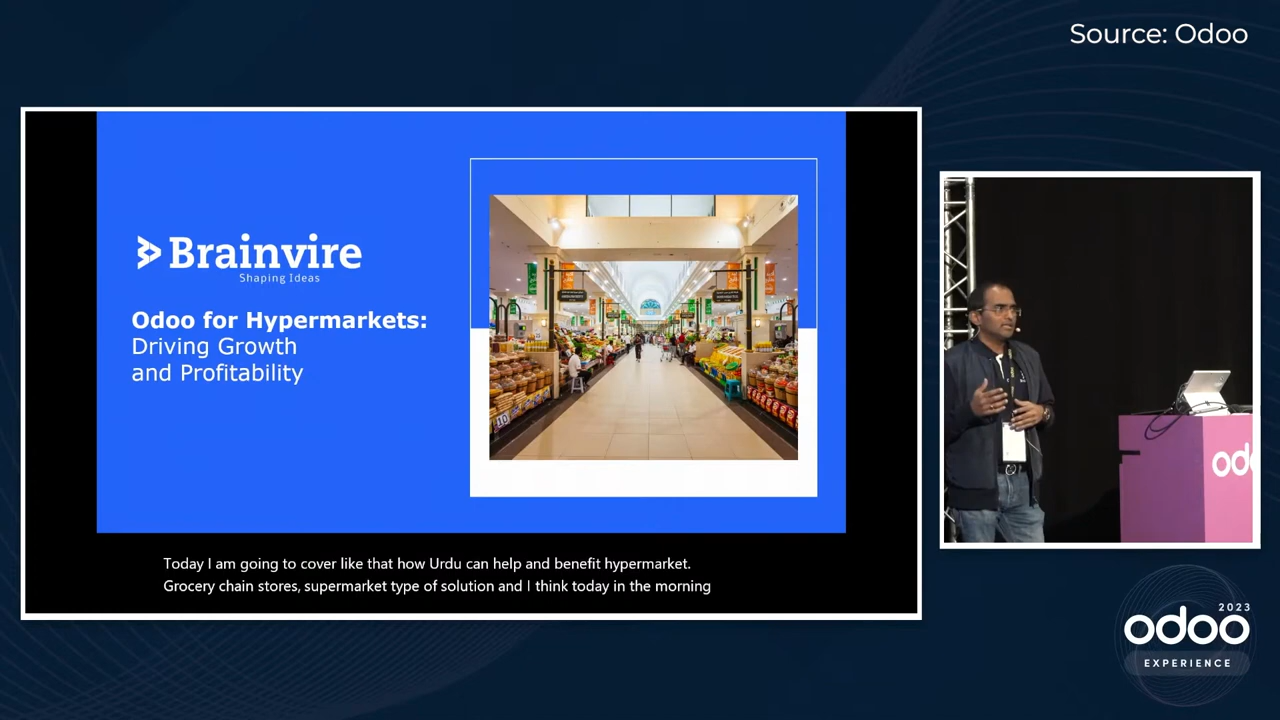 Source: Odoo
Brainvire
Shaping Ideas
Odoo for Hypermarkets:
Driving Growth
and Profitability
Today I am going to cover like that how Urdu can help and benefit hypermarket.
Grocery chain stores, supermarket type of solution and I think today in the morning
od
2023
odoo
EXPERIENCE